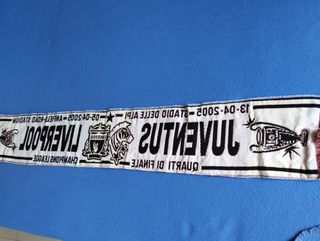 13-04-2005 - STADIO DELLE ALPI
JUVENTUS
QUARTI DI FINALE
05-04-2005 - ANFIELD ROAD STADIUM
LIVERPOOL
CHAMPIONS LEAGUE